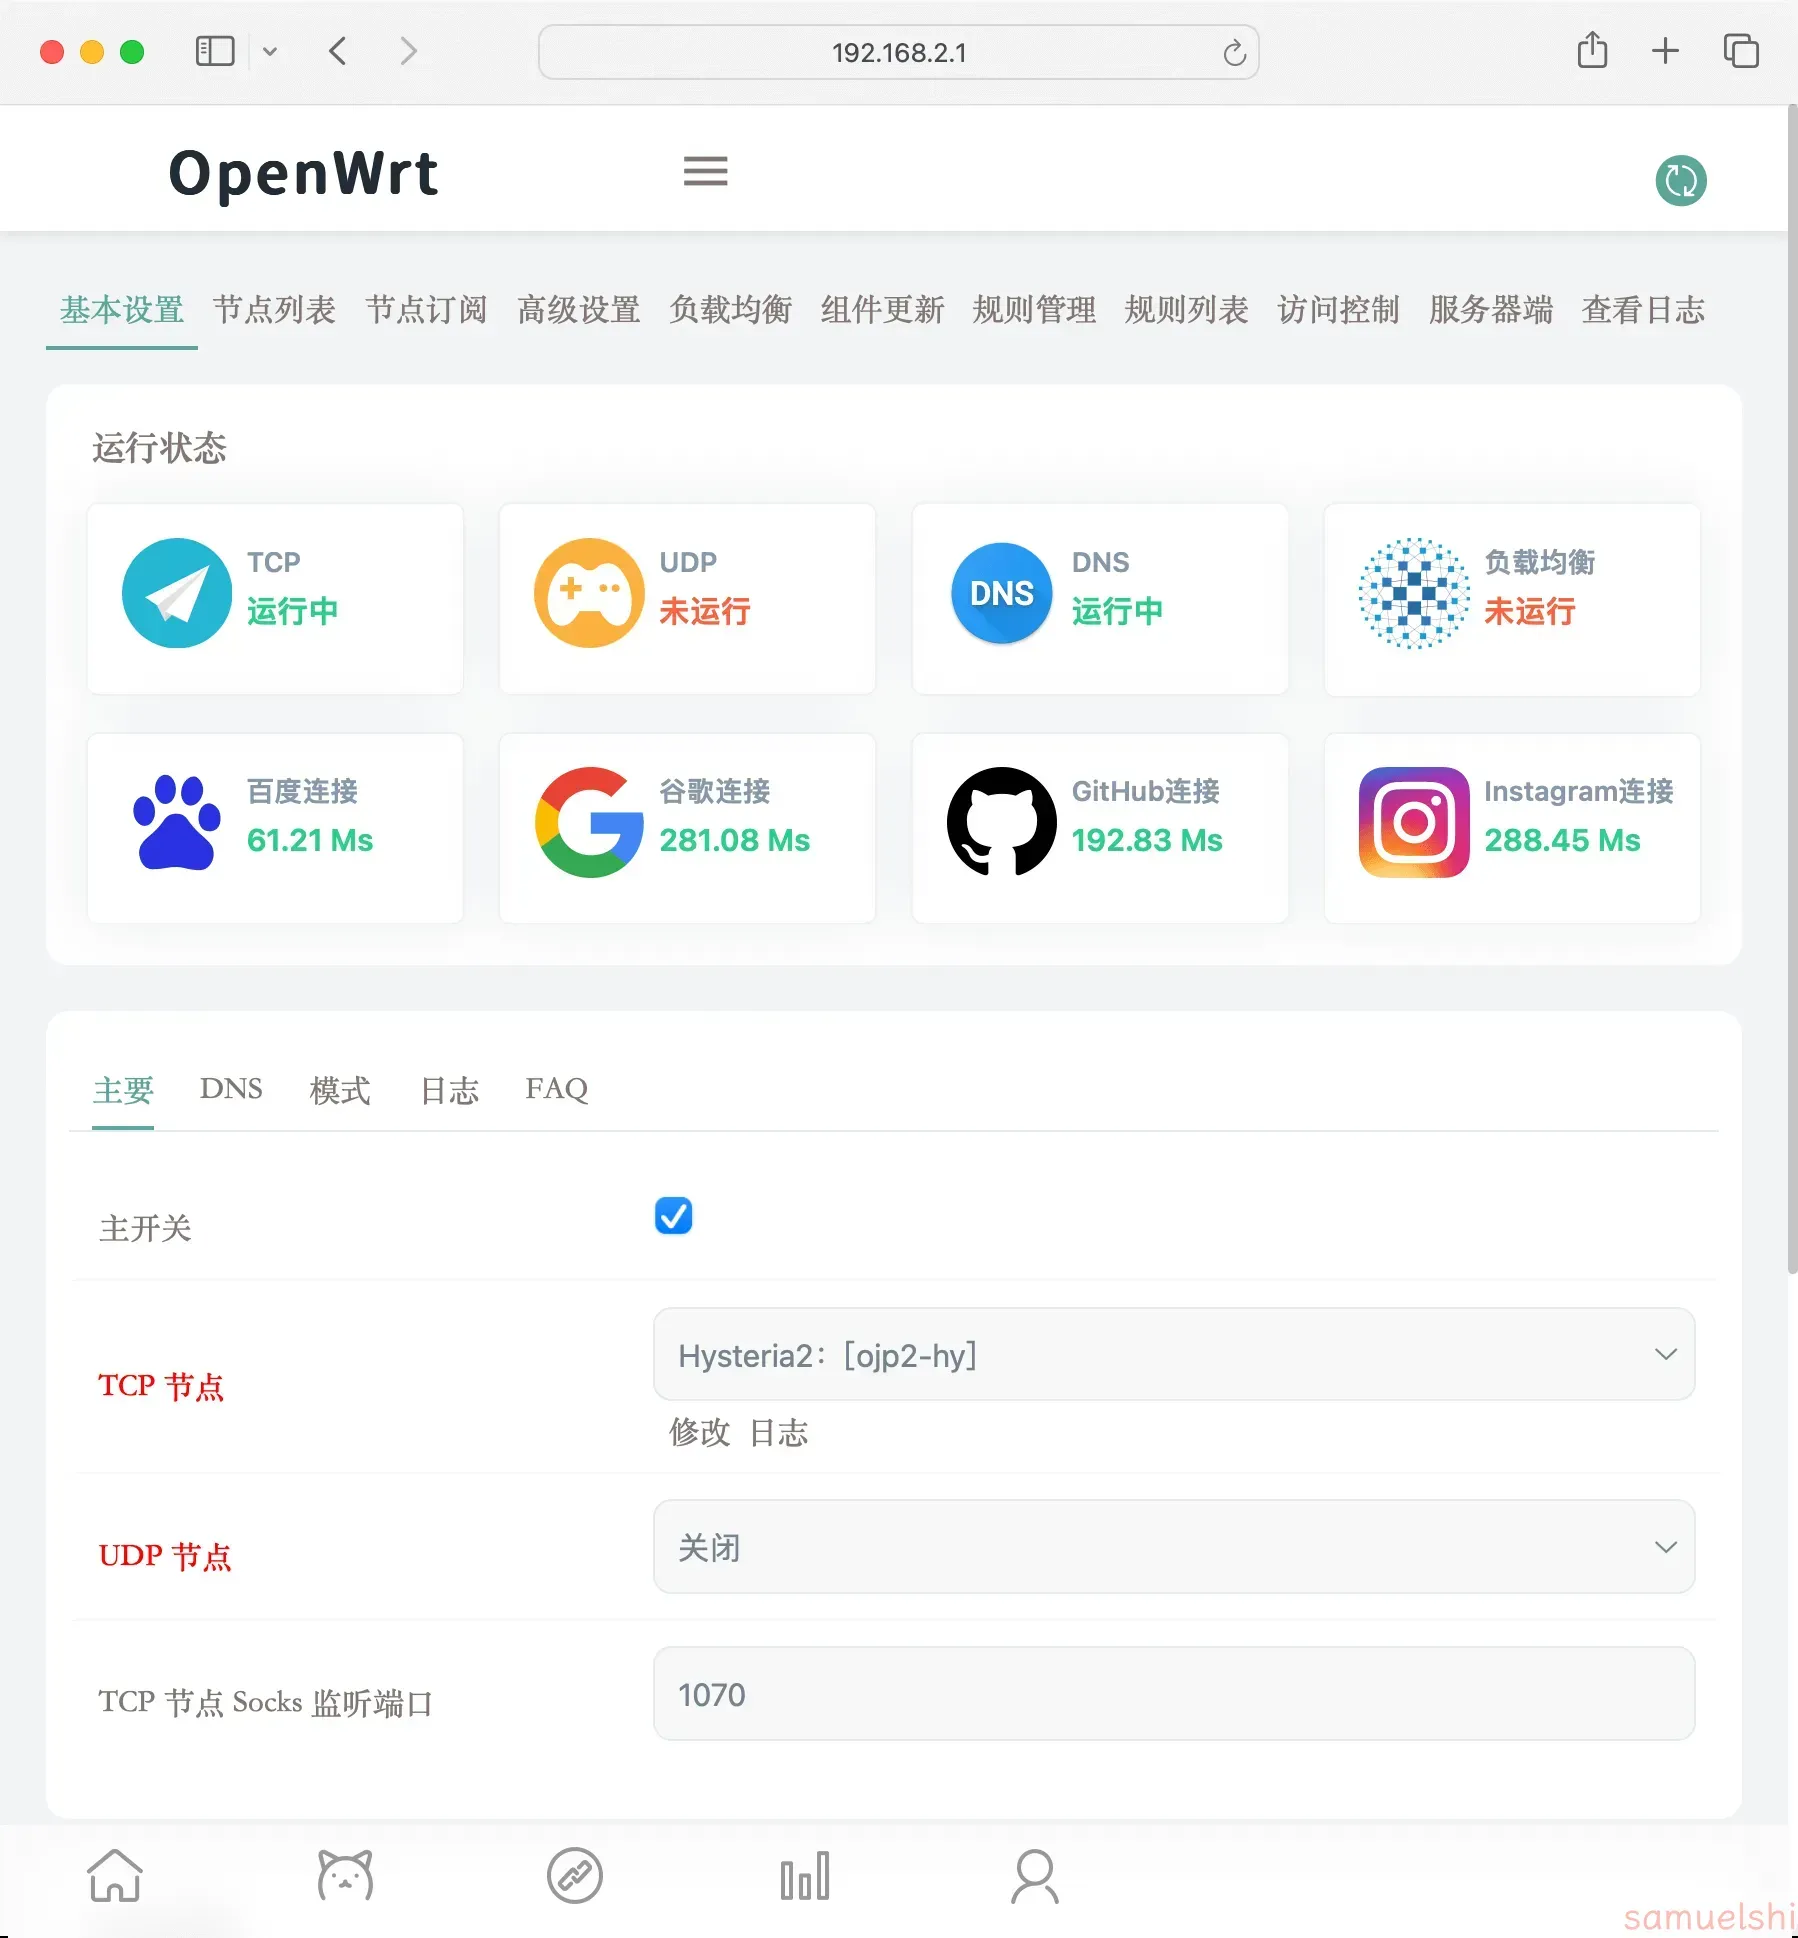 192.168.2.1
OpenWrt
基本设置 节点列表 节点订阅 高级设置 负载均衡 组件更新 规则管理 规则列表 访问控制 服务器端 查看日志
运行状态
TCP
运行中
UDP
未运行
DNS
DNS
运行中
负载均衡
未运行
百度连接
61.21 Ms
谷歌连接
281.08 Ms
GitHub连接
192.83 Ms
Instagram连接
288.45 Ms
主要 DNS 模式 日志 FAQ
主开关
TCP 节点
Hysteria2：[ojp2-hy]
修改 日志
UDP 节点
关闭
TCP 节点 Socks 监听端口
1070
samuelshi